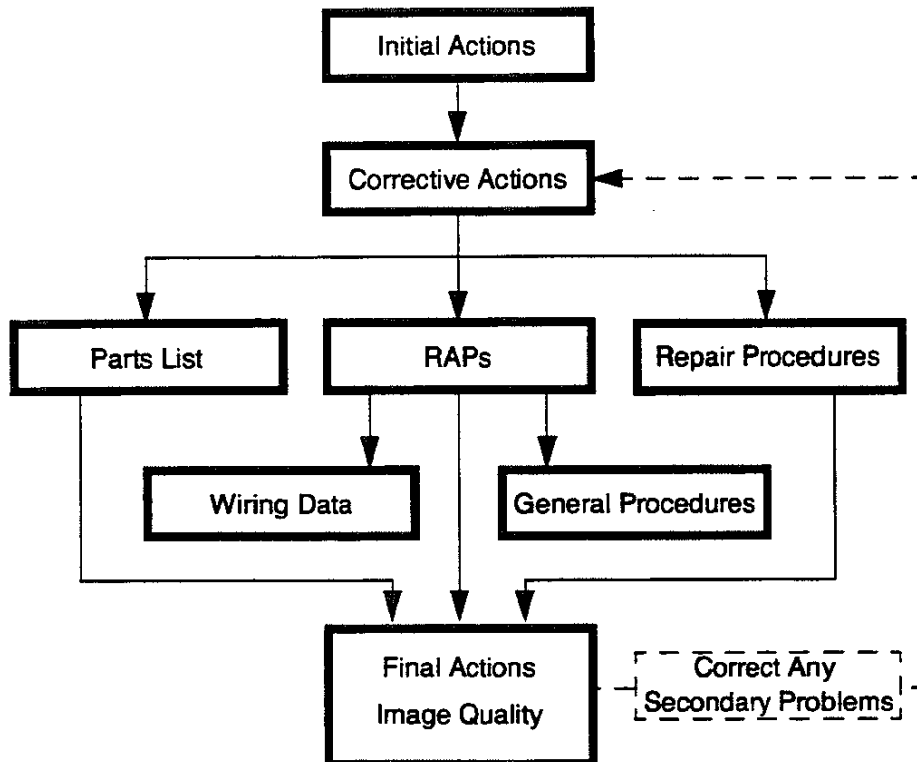 Initial Actions
Corrective Actions
Parts List
RAPs
Repair Procedures
Wiring Data
General Procedures
Final Actions
Image Quality
Correct Any
Secondary Problems